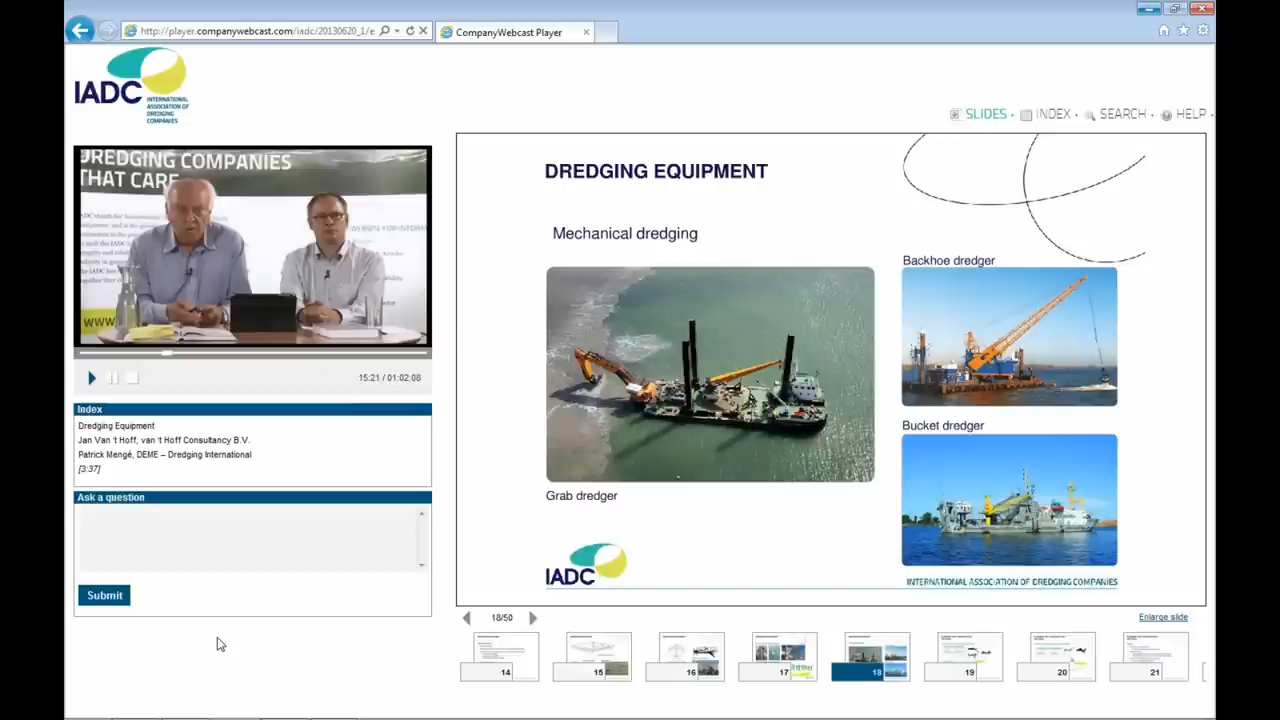 http://player.companywebcast.com/iadc/20130620_1/e
CompanyWebcast Player
IADC
INTERNATIONAL
ASSOCIATION OF
DREDGING
COMPANIES
SLIDES
INDEX
SEARCH
HELP
DREDGING COMPANIES
THAT CARE
WWW
15:21 / 01:02:08
Index
Dredging Equipment
Jan Van 't Hoff, van 't Hoff Consultancy B.V.
Patrick Mengé, DEME – Dredging International
[3:37]
Ask a question
Submit
DREDGING EQUIPMENT
Mechanical dredging
Backhoe dredger
Bucket dredger
Grab dredger
IADC
INTERNATIONAL ASSOCIATION OF DREDGING COMPANIES
18/50
Enlarge slide
14
15
16
17
18
19
20
21